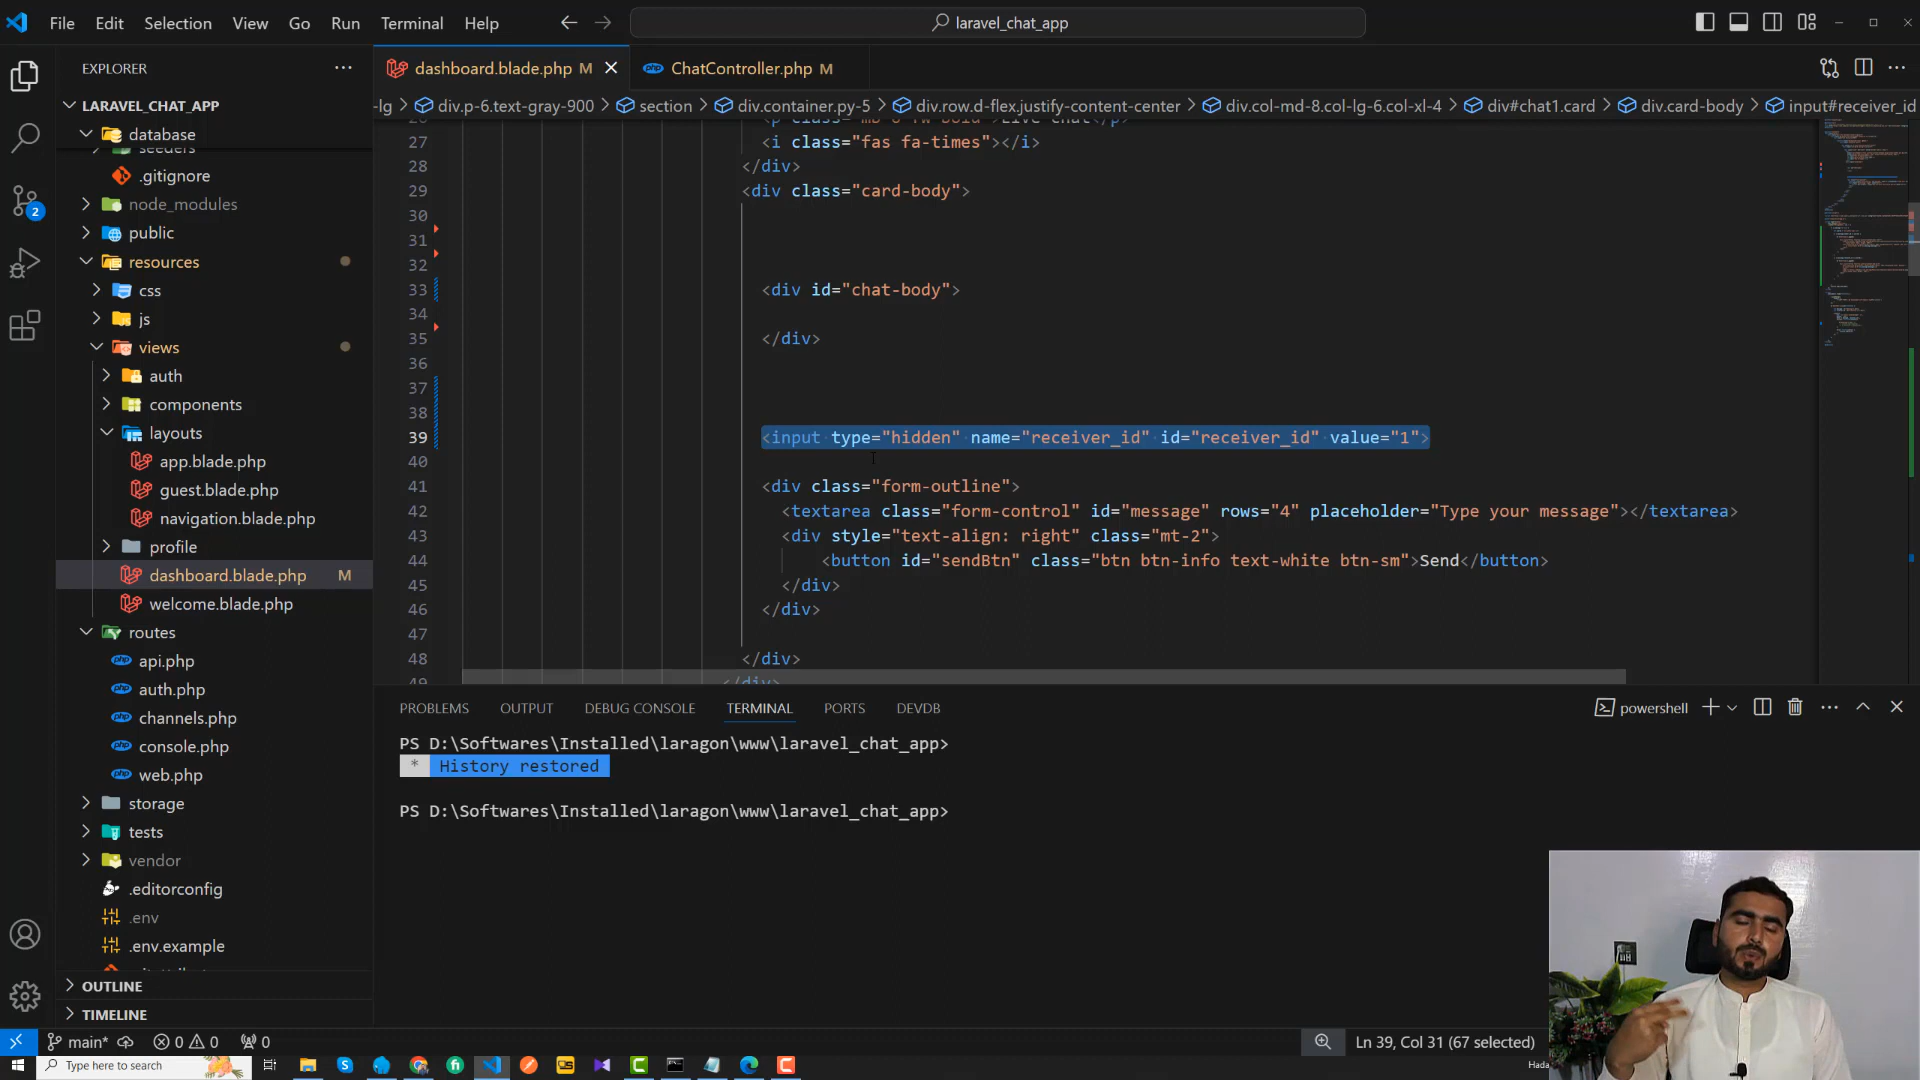 File Edit Selection View Go Run Terminal Help
laravel_chat_app
EXPLORER
dashboard.blade.php M
ChatController.php M
LARAVEL_CHAT_APP
-lg > div.p-6.text-gray-900 > section > div.container.py-5 > div.row.d-flex.justify-content-center > div.col-md-8.col-lg-6.col-xl-4 > div#chat1.card > div.card-body > input#receiver_id
database
seeders
.gitignore
node_modules
public
resources
css
js
views
auth
components
layouts
app.blade.php
guest.blade.php
navigation.blade.php
profile
dashboard.blade.php M
welcome.blade.php
routes
api.php
auth.php
channels.php
console.php
web.php
storage
tests
vendor
.editorconfig
.env
.env.example
OUTLINE
TIMELINE
2
27 <i class="fas fa-times"></i>
28 </div>
29 <div class="card-body">
30
31
32
33 <div id="chat-body">
34
35 </div>
36
37
38
39 <input type="hidden" name="receiver_id" id="receiver_id" value="1">
40
41 <div class="form-outline">
42 <textarea class="form-control" id="message" rows="4" placeholder="Type your message"></textarea>
43 <div style="text-align: right" class="mt-2">
44 <button id="sendBtn" class="btn btn-info text-white btn-sm">Send</button>
45 </div>
46 </div>
47
48 </div>
49 </div>
PROBLEMS OUTPUT DEBUG CONSOLE TERMINAL PORTS DEVDB
powershell
PS D:\Softwares\Installed\laragon\www\laravel_chat_app>
* History restored
PS D:\Softwares\Installed\laragon\www\laravel_chat_app>
main* 0 0 0
Ln 39, Col 31 (67 selected)
Type here to search